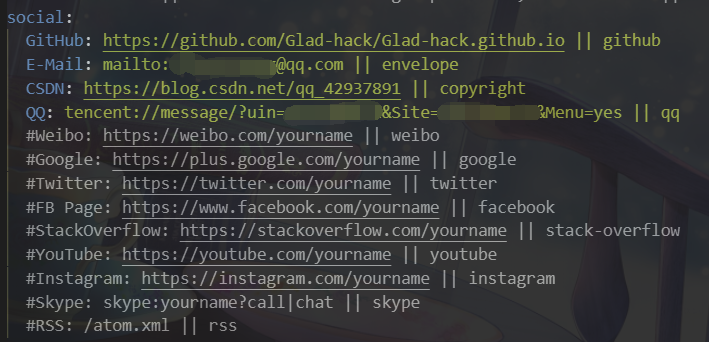 social:
GitHub: https://github.com/Glad-hack/Glad-hack.github.io || github
E-Mail: mailto: @qq.com || envelope
CSDN: https://blog.csdn.net/qq_42937891 || copyright
QQ: tencent://message/?uin= &Site= &Menu=yes || qq
#Weibo: https://weibo.com/yourname || weibo
#Google: https://plus.google.com/yourname || google
#Twitter: https://twitter.com/yourname || twitter
#FB Page: https://www.facebook.com/yourname || facebook
#StackOverflow: https://stackoverflow.com/yourname || stack-overflow
#YouTube: https://youtube.com/yourname || youtube
#Instagram: https://instagram.com/yourname || instagram
#Skype: skype:yourname?call|chat || skype
#RSS: /atom.xml || rss